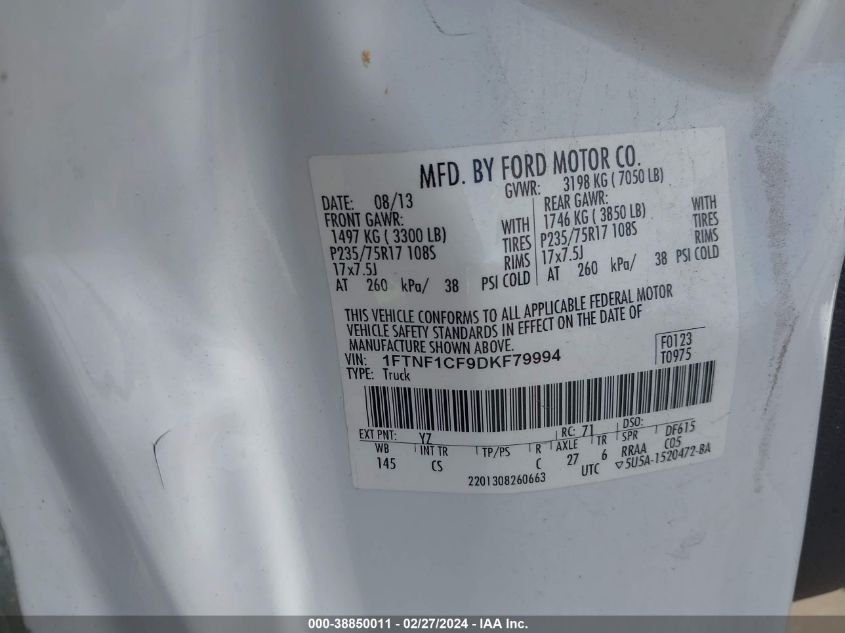 MFD. BY FORD MOTOR CO.
DATE: 08/13
GVWR: 3198 KG ( 7050 LB)
FRONT GAWR:
1497 KG ( 3300 LB) WITH
P235/75R17 108S TIRES
17x7.5J RIMS
AT 260 kPa/ 38 PSI COLD
REAR GAWR:
1746 KG ( 3850 LB) WITH
P235/75R17 108S TIRES
17x7.5J RIMS
AT 260 kPa/ 38 PSI COLD
THIS VEHICLE CONFORMS TO ALL APPLICABLE FEDERAL MOTOR
VEHICLE SAFETY STANDARDS IN EFFECT ON THE DATE OF
MANUFACTURE SHOWN ABOVE.
VIN: 1FTNF1CF9DKF79994
TYPE: Truck
F0123
T0975
EXT PNT: YZ RC: 71 DSO:
WB INT TR TP/PS R AXLE TR SPR DF615
145 CS C 27 6 RRAA C05
UTC ▽5U5A-1520472-BA
2201308260663
000-38850011 - 02/27/2024 - IAAI Inc.